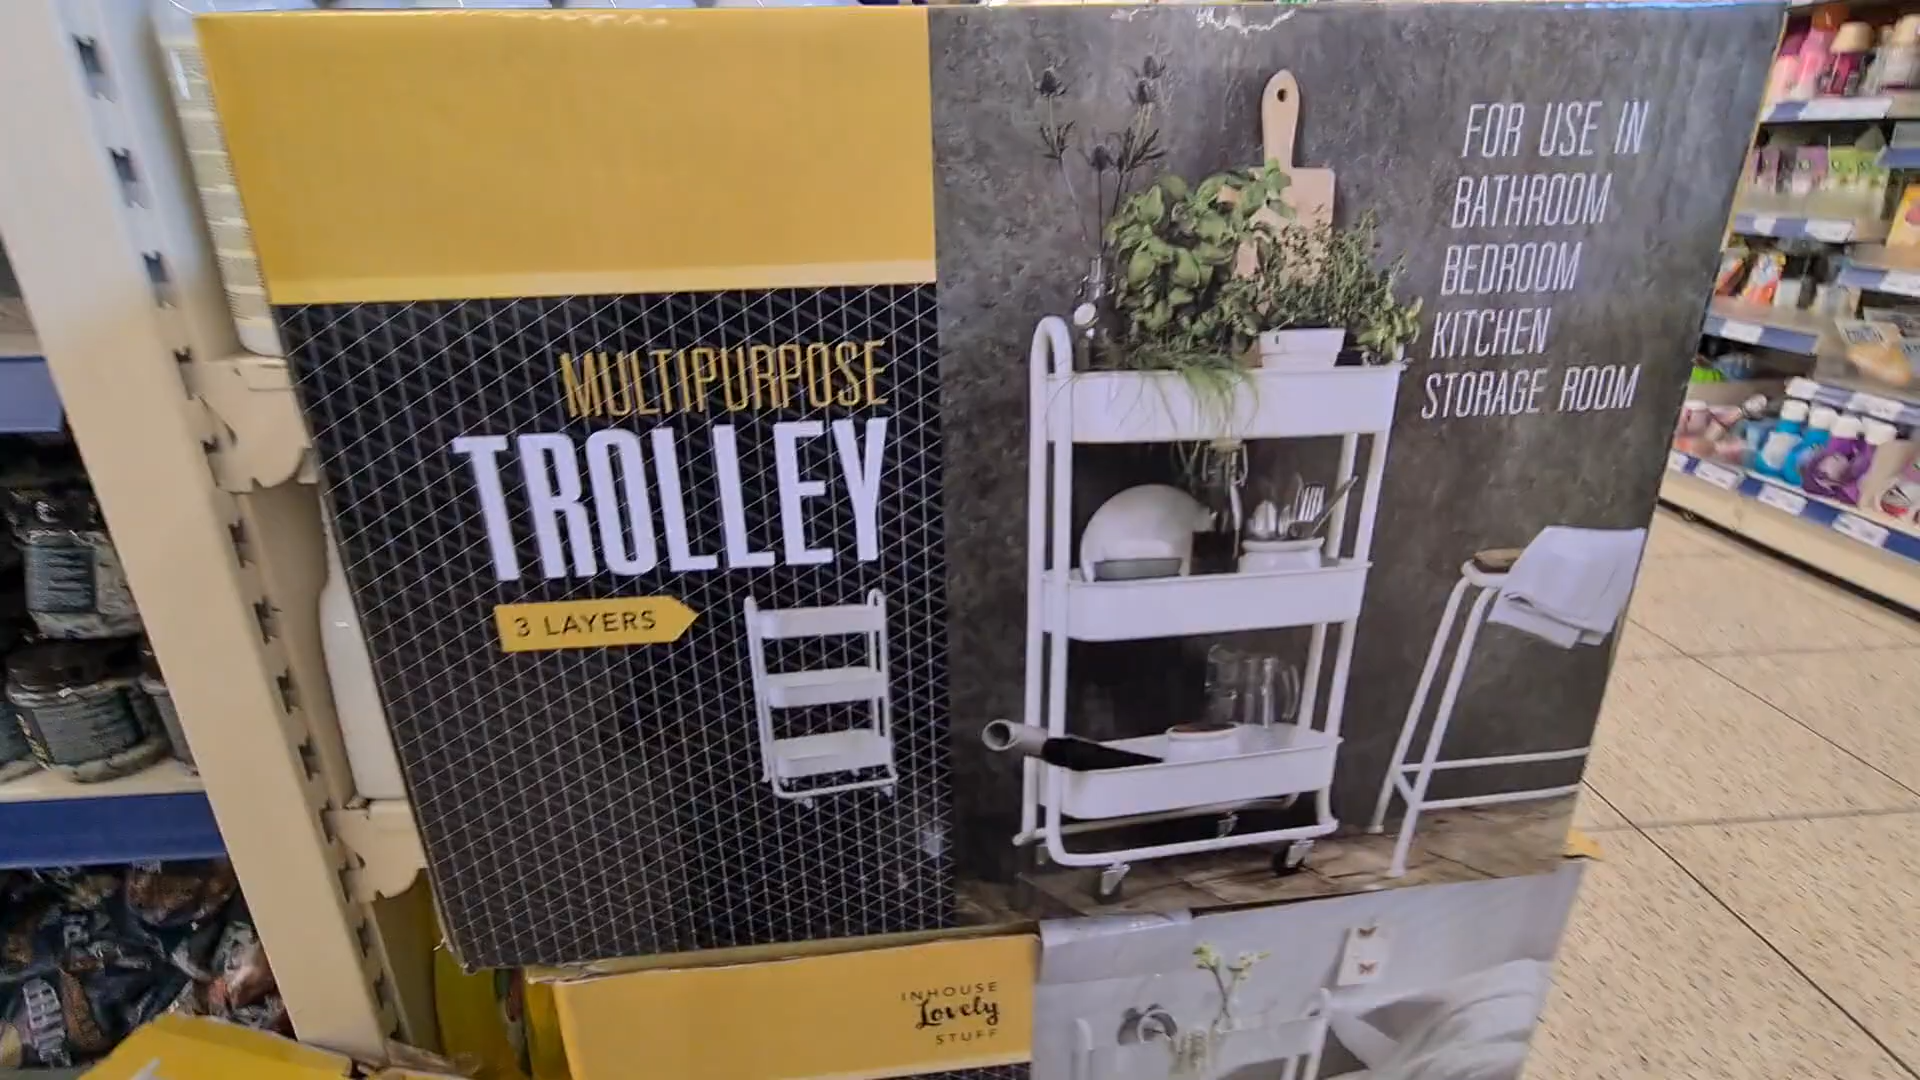 MULTIPURPOSE
TROLLEY
3 LAYERS
FOR USE IN
BATHROOM
BEDROOM
KITCHEN
STORAGE ROOM
INHOUSE
Lovely
STUFF